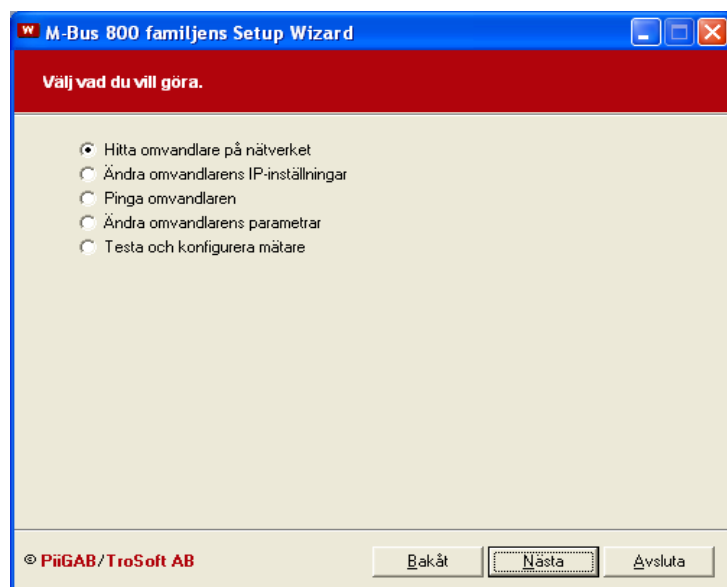 W M-Bus 800 familjens Setup Wizard
Välj vad du vill göra.
Hitta omvandlare på nätverket
Ändra omvandlarens IP-inställningar
Pinga omvandlaren
Ändra omvandlarens parametrar
Testa och konfigurera mätare
© PiiGAB/TroSoft AB Bakåt Nästa Avsluta